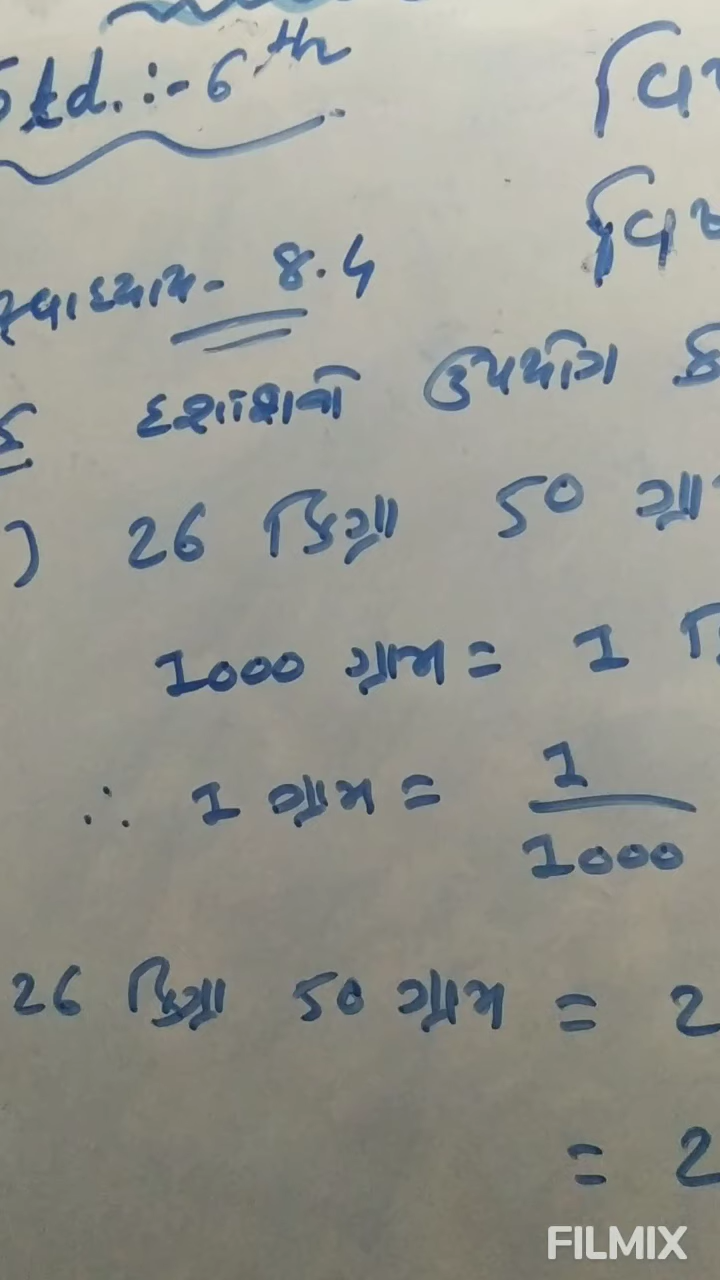 Std. :- 6th
સ્વાધ્યાય - 8.4
દશાંશનો ઉપયોગ
) 26 કિગ્રા 50 ગ્રા
1000 ગ્રામ = 1 કિ
∴ 1 ગ્રામ = 1/1000
26 કિગ્રા 50 ગ્રામ = 2
= 2
FILMIX